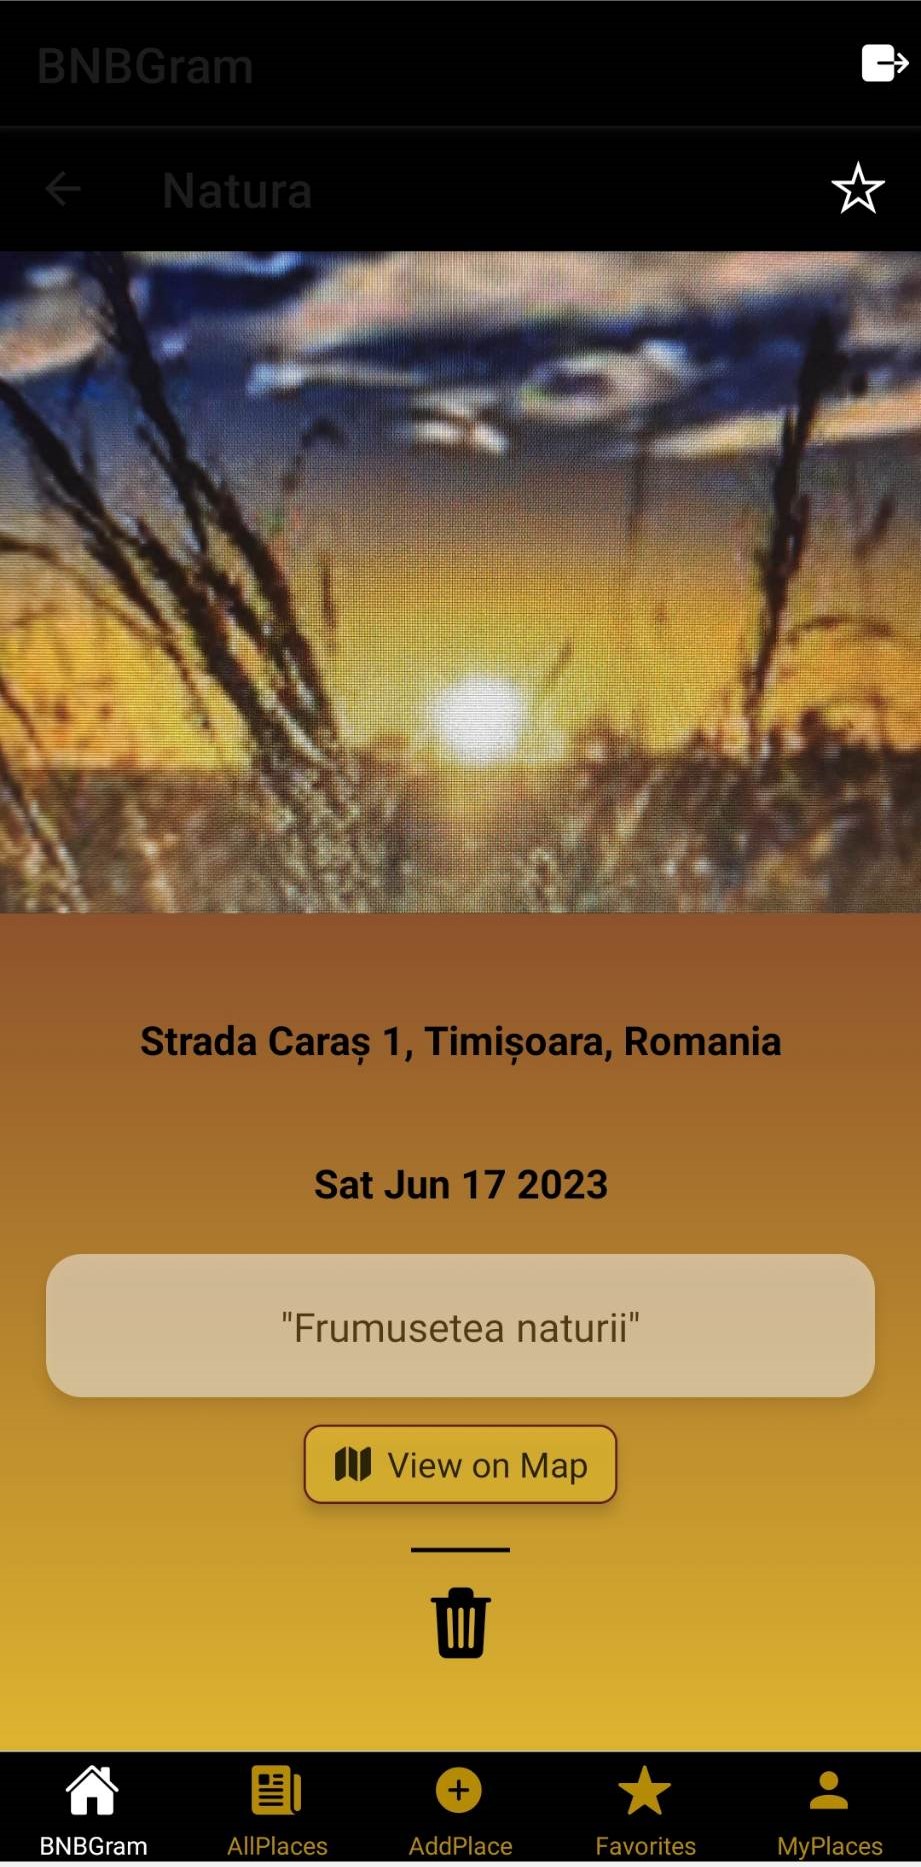 BNBGram
Natura
Strada Caraș 1, Timișoara, Romania
Sat Jun 17 2023
"Frumusetea naturii"
View on Map
BNBGram
AllPlaces
AddPlace
Favorites
MyPlaces